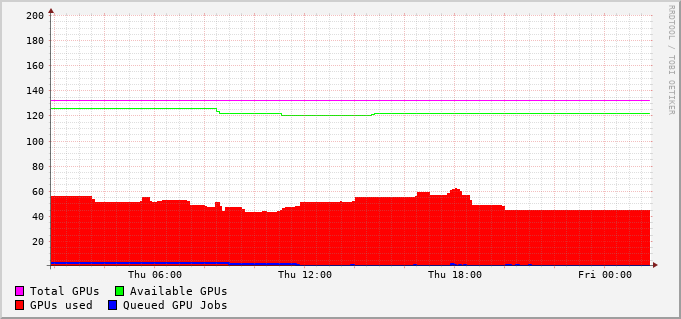 200
180
160
140
120
100
80
60
40
20
Thu 06:00 Thu 12:00 Thu 18:00 Fri 00:00
Total GPUs Available GPUs
GPUs used Queued GPU Jobs
RRDTOOL / TOBI OETIKER